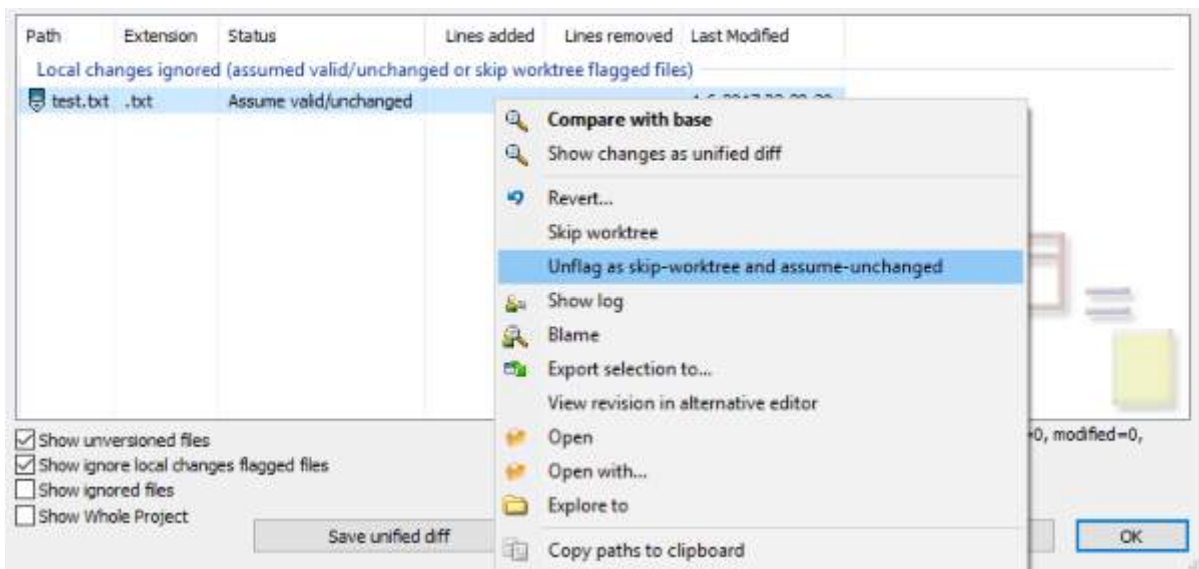 Path Extension Status Lines added Lines removed Last Modified
Local changes ignored (assumed valid/unchanged or skip worktree flagged files)
test.txt .txt Assume valid/unchanged
Compare with base
Show changes as unified diff
Revert...
Skip worktree
Unflag as skip-worktree and assume-unchanged
Show log
Blame
Export selection to...
View revision in alternative editor
Open
Open with...
Explore to
Copy paths to clipboard
Show unversioned files
Show ignore local changes flagged files
Show ignored files
Show Whole Project
=0, modified=0,
Save unified diff
OK